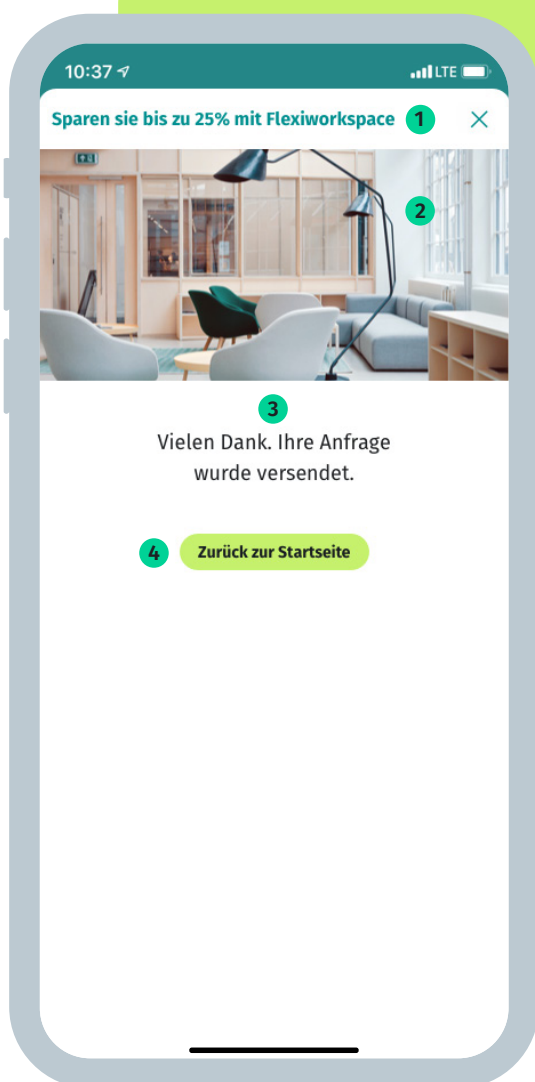 10:37 LTE
Sparen sie bis zu 25% mit Flexiworkspace 1
2
3
Vielen Dank. Ihre Anfrage
wurde versendet.
4 Zurück zur Startseite